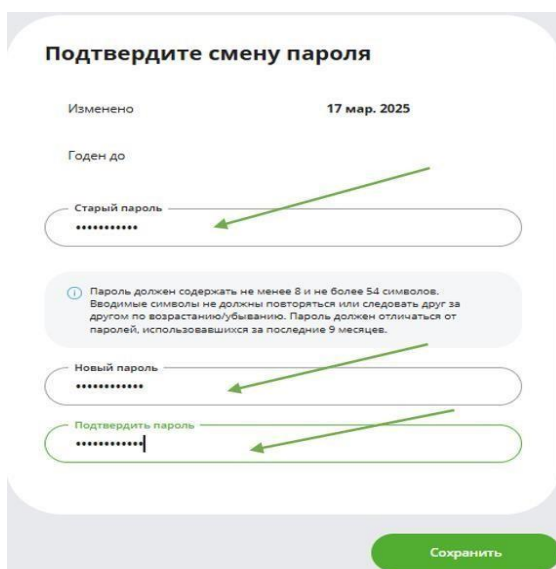 Подтвердите смену пароля
Изменено 17 мар. 2025
Годен до
Старый пароль
•••••••••••
Пароль должен содержать не менее 8 и не более 54 символов.
Вводимые символы не должны повторяться или следовать друг за
другом по возрастанию/убыванию. Пароль должен отличаться от
паролей, использовавшихся за последние 9 месяцев.
Новый пароль
••••••••••••
Подтвердить пароль
••••••••••••
Сохранить